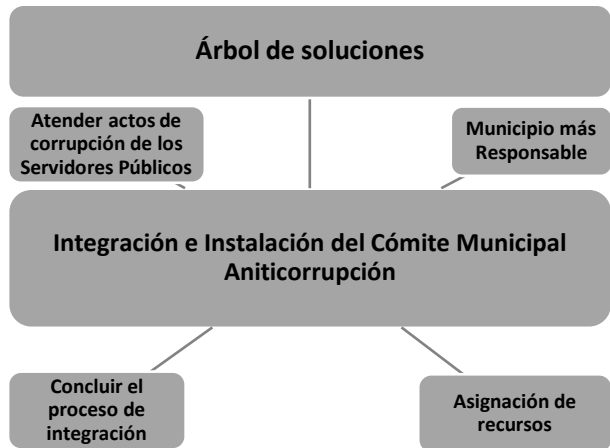 Árbol de soluciones
Atender actos de
corrupción de los
Servidores Públicos
Municipio más
Responsable
Integración e Instalación del Cómite Municipal
Aniticorrupción
Concluir el
proceso de
integración
Asignación de
recursos